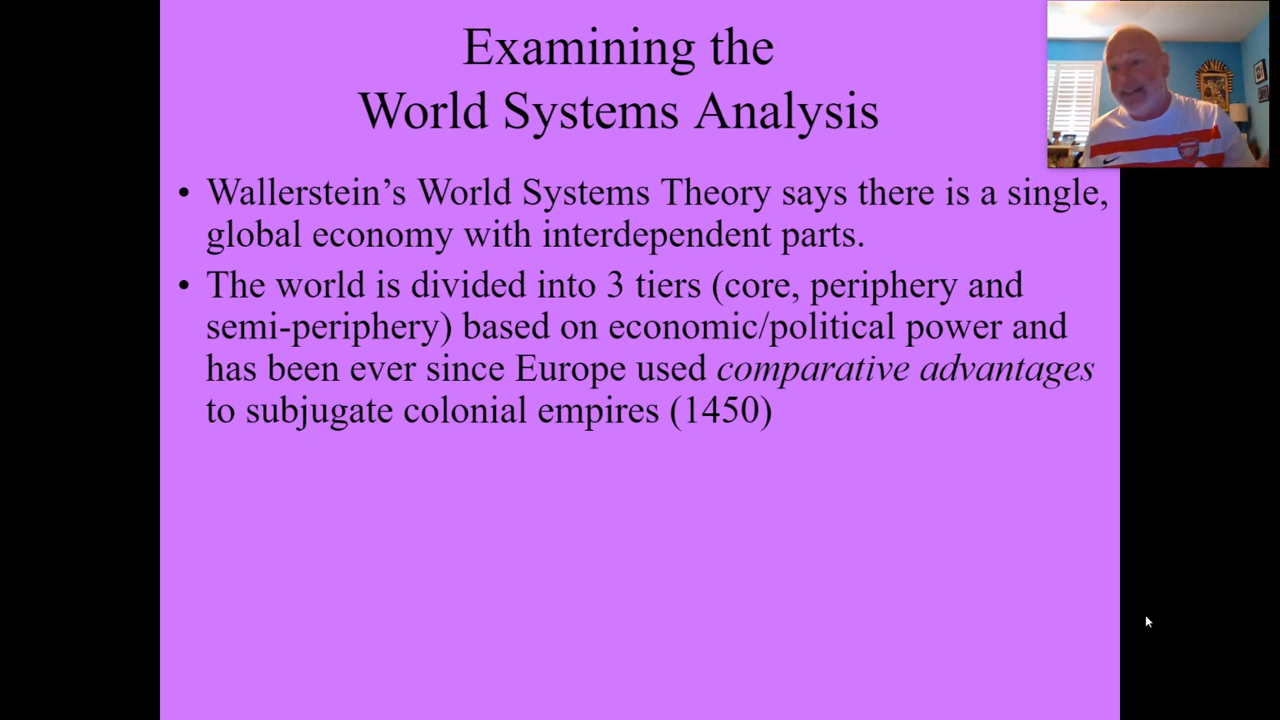 Examining the
World Systems Analysis
• Wallerstein’s World Systems Theory says there is a single,
global economy with interdependent parts.
• The world is divided into 3 tiers (core, periphery and
semi-periphery) based on economic/political power and
has been ever since Europe used comparative advantages
to subjugate colonial empires (1450)